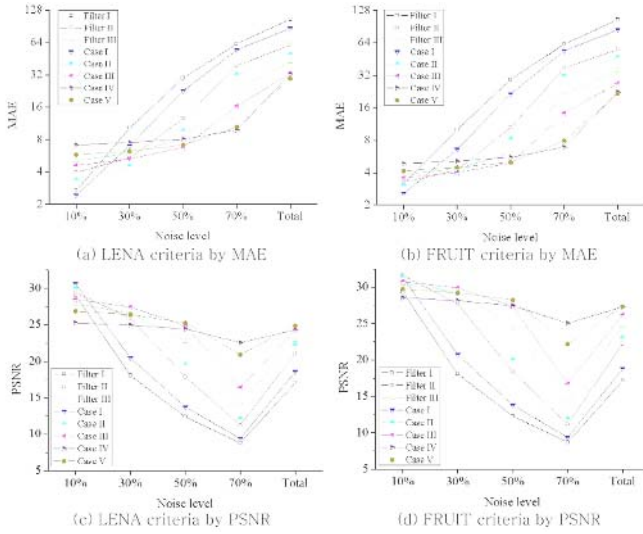 128
64
32
16
8
4
2
MAE
Filter I
Filter II
Filter III
Case I
Case II
Case III
Case IV
Case V
10% 30% 50% 70% Total
Noise level
(a) LENA criteria by MAE
128
64
32
16
8
4
2
MAE
Filter I
Filter II
Filter III
Case I
Case II
Case III
Case IV
Case V
10% 30% 50% 70% Total
Noise level
(b) FRUIT criteria by MAE
30
25
20
15
10
5
PSNR
Filter I
Filter II
Filter III
Case I
Case II
Case III
Case IV
Case V
10% 30% 50% 70% Total
Noise level
(c) LENA criteria by PSNR
30
25
20
15
10
5
PSNR
Filter I
Filter II
Filter III
Case I
Case II
Case III
Case IV
Case V
10% 30% 50% 70% Total
Noise level
(d) FRUIT criteria by PSNR